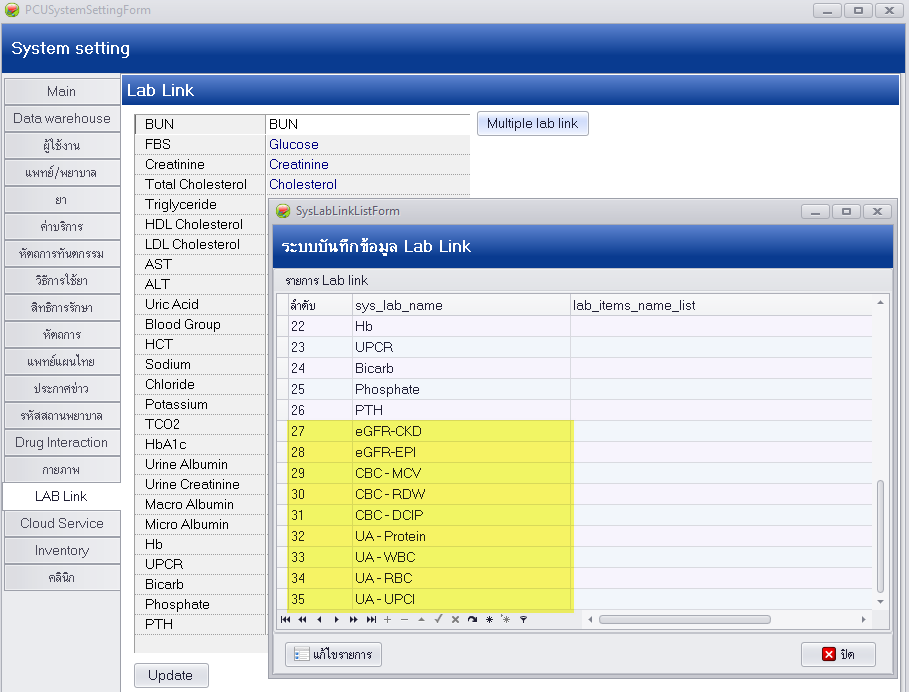 PCUSystemSettingForm
System setting
Main
Data warehouse
ผู้ใช้งาน
แพทย์/พยาบาล
ยา
ค่าบริการ
หัตถการทันตกรรม
วิธีการใช้ยา
สิทธิการรักษา
หัตถการ
แพทย์แผนไทย
ประกาศข่าว
รหัสสถานพยาบาล
Drug Interaction
กายภาพ
LAB Link
Cloud Service
Inventory
คลินิก
Lab Link
BUN BUN
FBS Glucose
Creatinine Creatinine
Total Cholesterol Cholesterol
Triglyceride
HDL Cholesterol
LDL Cholesterol
AST
ALT
Uric Acid
Blood Group
HCT
Sodium
Chloride
Potassium
TCO2
HbA1c
Urine Albumin
Urine Creatinine
Macro Albumin
Micro Albumin
Hb
UPCR
Bicarb
Phosphate
PTH
Update
Multiple lab link
SysLabLinkListForm
ระบบบันทึกข้อมูล Lab Link
รายการ Lab link
ลำดับ sys_lab_name lab_items_name_list
22 Hb
23 UPCR
24 Bicarb
25 Phosphate
26 PTH
27 eGFR-CKD
28 eGFR-EPI
29 CBC - MCV
30 CBC - RDW
31 CBC - DCIP
32 UA - Protein
33 UA - WBC
34 UA - RBC
35 UA - UPCI
แก้ไขรายการ
ปิด